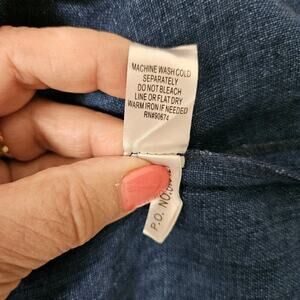 MACHINE WASH COLD
SEPARATELY
DO NOT BLEACH
LINE OR FLAT DRY
WARM IRON IF NEEDED
RN#90874
P.O. NO.